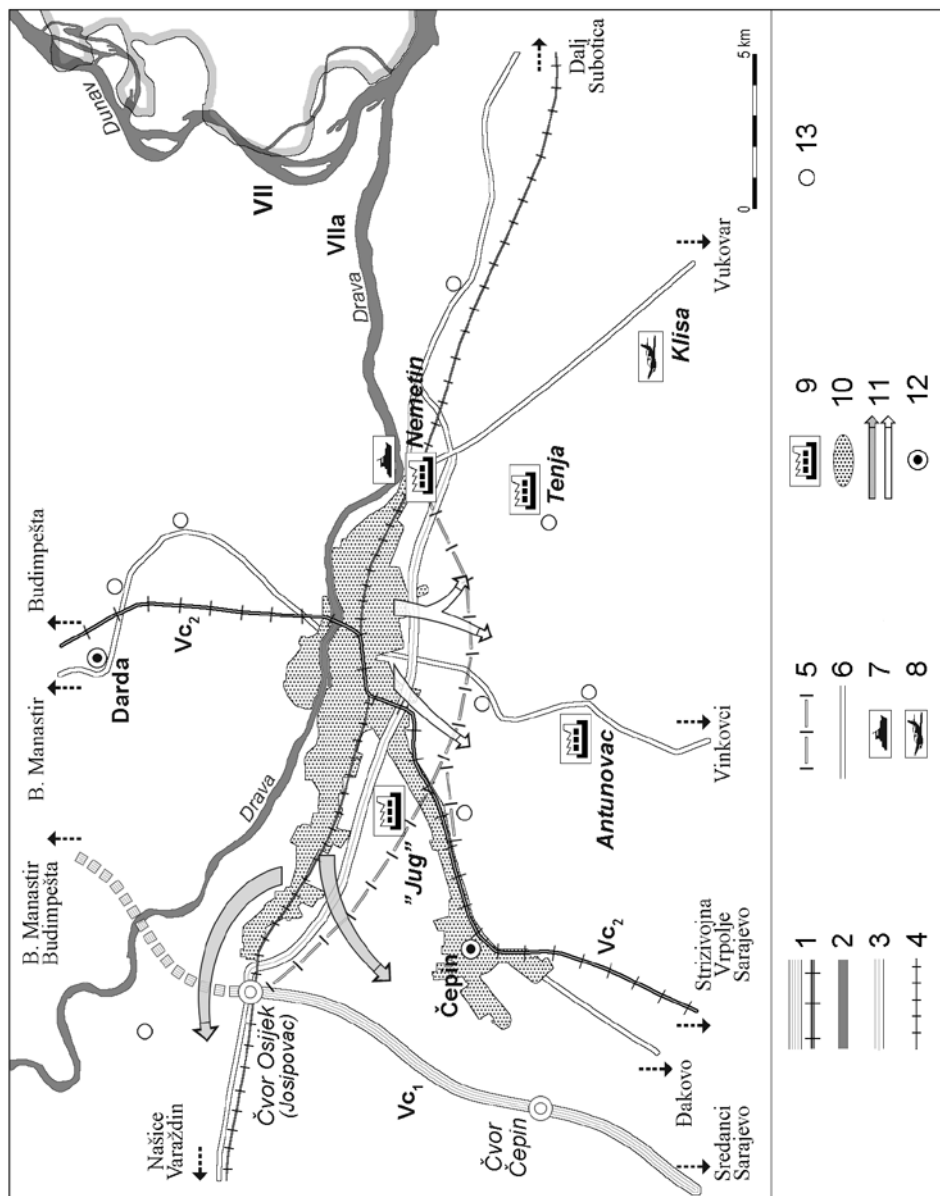 B. Manastir
Budimpešta
B. Manastir
Budimpešta
Dunav
Našice
Varaždin
Drava
Darda
Vc2
VII
VIIa
Drava
Čvor Osijek
(Josipovac)
Nemetin
Dalj
Subotica
"Jug"
Vc1
Čepin
Tenja
Klisa
Antunovac
Čvor
Čepin
Vc2
Sredanci
Sarajevo
Đakovo
Strizivojna
Vrpolje
Sarajevo
Vinkovci
Vukovar
0
5 km
1
2
3
4
5
6
7
8
9
10
11
12
13